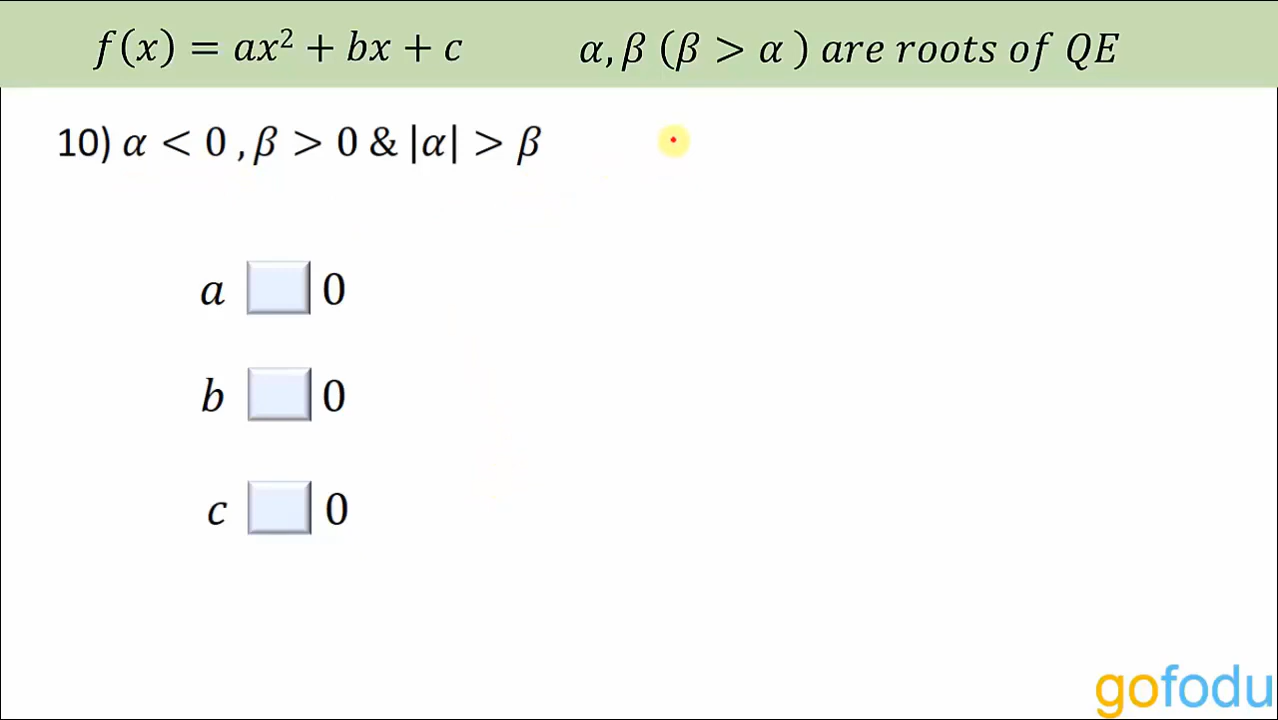 f(x) = ax² + bx + c α, β (β > α ) are roots of QE
10) α < 0 , β > 0 & |α| > β
a 0
b 0
c 0
gofodu